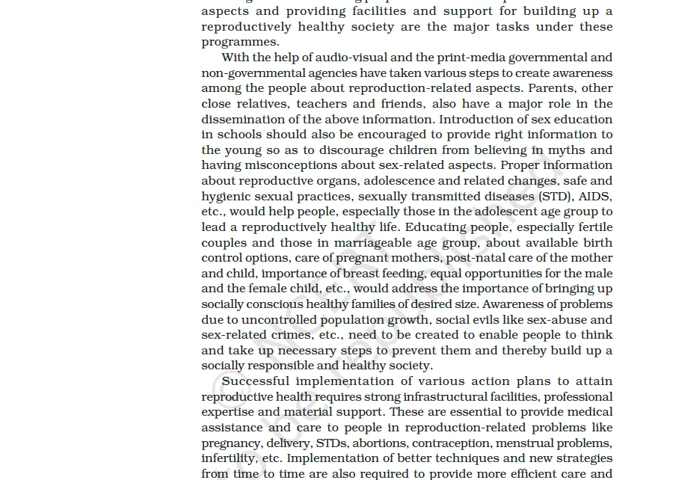 aspects and providing facilities and support for building up a
reproductively healthy society are the major tasks under these
programmes.
With the help of audio-visual and the print-media governmental and
non-governmental agencies have taken various steps to create awareness
among the people about reproduction-related aspects. Parents, other
close relatives, teachers and friends, also have a major role in the
dissemination of the above information. Introduction of sex education
in schools should also be encouraged to provide right information to
the young so as to discourage children from believing in myths and
having misconceptions about sex-related aspects. Proper information
about reproductive organs, adolescence and related changes, safe and
hygienic sexual practices, sexually transmitted diseases (STD), AIDS,
etc., would help people, especially those in the adolescent age group to
lead a reproductively healthy life. Educating people, especially fertile
couples and those in marriageable age group, about available birth
control options, care of pregnant mothers, post-natal care of the mother
and child, importance of breast feeding, equal opportunities for the male
and the female child, etc., would address the importance of bringing up
socially conscious healthy families of desired size. Awareness of problems
due to uncontrolled population growth, social evils like sex-abuse and
sex-related crimes, etc., need to be created to enable people to think
and take up necessary steps to prevent them and thereby build up a
socially responsible and healthy society.
Successful implementation of various action plans to attain
reproductive health requires strong infrastructural facilities, professional
expertise and material support. These are essential to provide medical
assistance and care to people in reproduction-related problems like
pregnancy, delivery, STDs, abortions, contraception, menstrual problems,
infertility, etc. Implementation of better techniques and new strategies
from time to time are also required to provide more efficient care and
© NCERT
to be republished